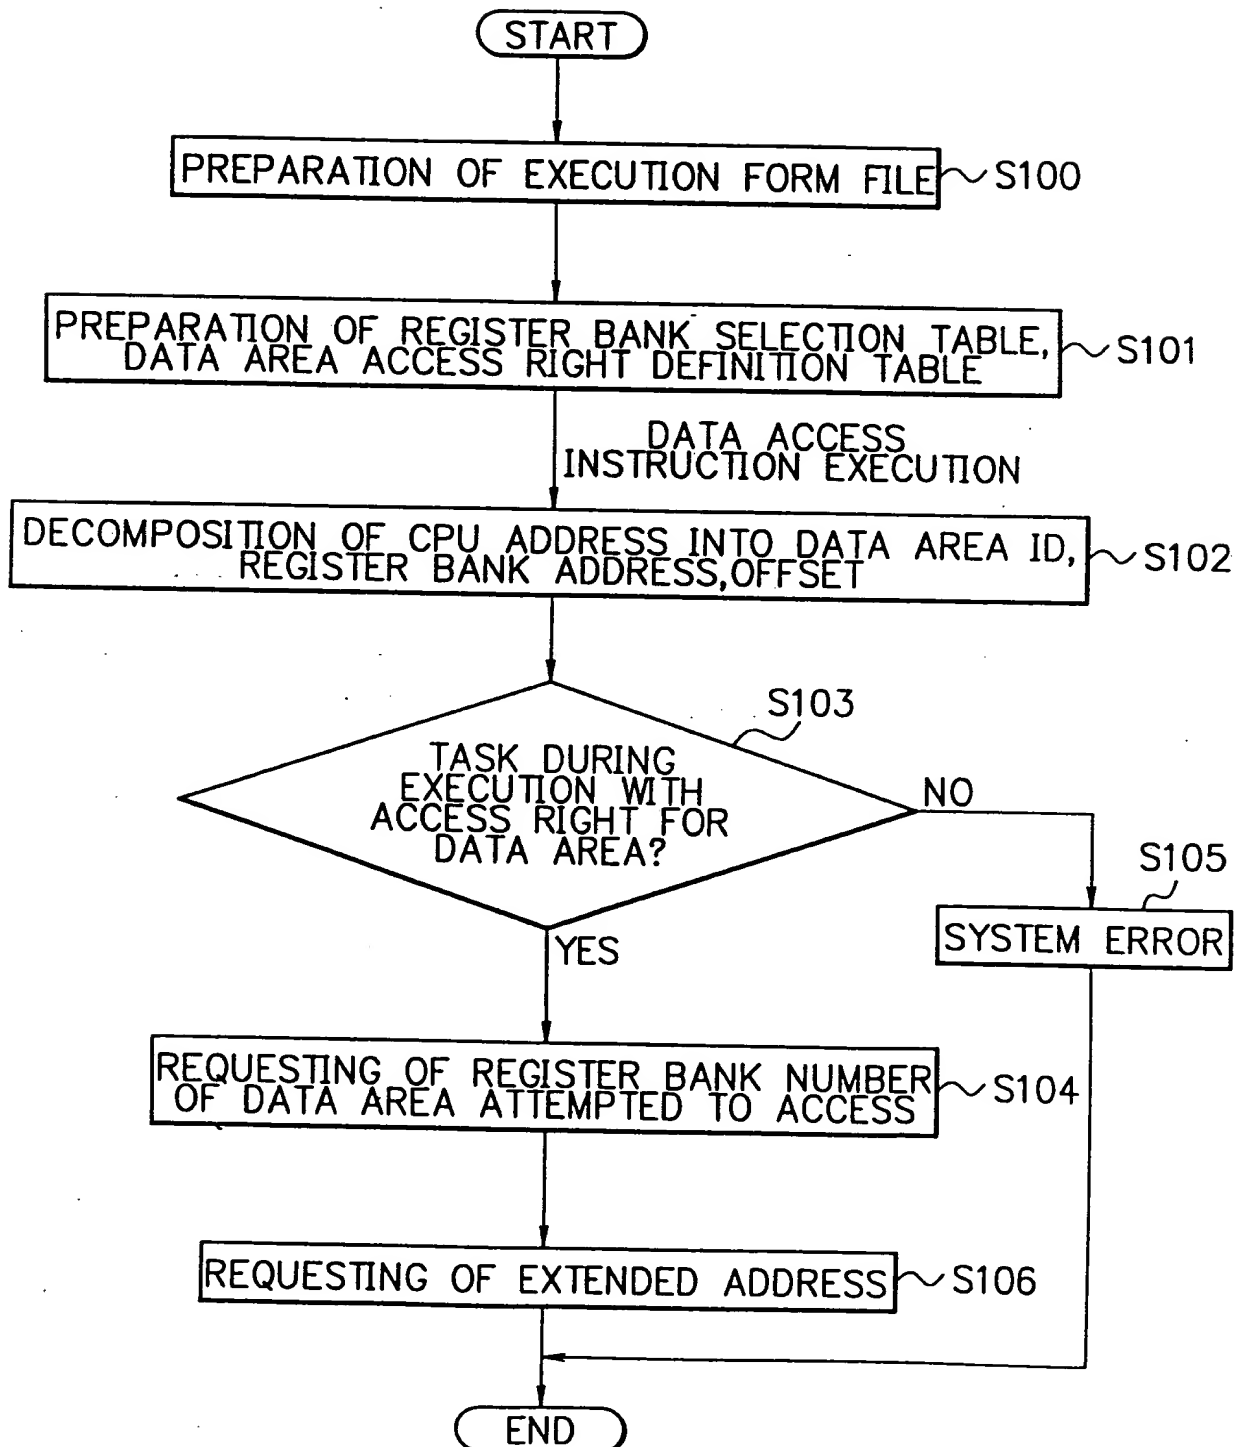 START
PREPARATION OF EXECUTION FORM FILE
S100
PREPARATION OF REGISTER BANK SELECTION TABLE,
DATA AREA ACCESS RIGHT DEFINITION TABLE
S101
DATA ACCESS
INSTRUCTION EXECUTION
DECOMPOSITION OF CPU ADDRESS INTO DATA AREA ID,
REGISTER BANK ADDRESS,OFFSET
S102
S103
TASK DURING
EXECUTION WITH
ACCESS RIGHT FOR
DATA AREA?
NO
S105
SYSTEM ERROR
YES
REQUESTING OF REGISTER BANK NUMBER
OF DATA AREA ATTEMPTED TO ACCESS
S104
REQUESTING OF EXTENDED ADDRESS
S106
END